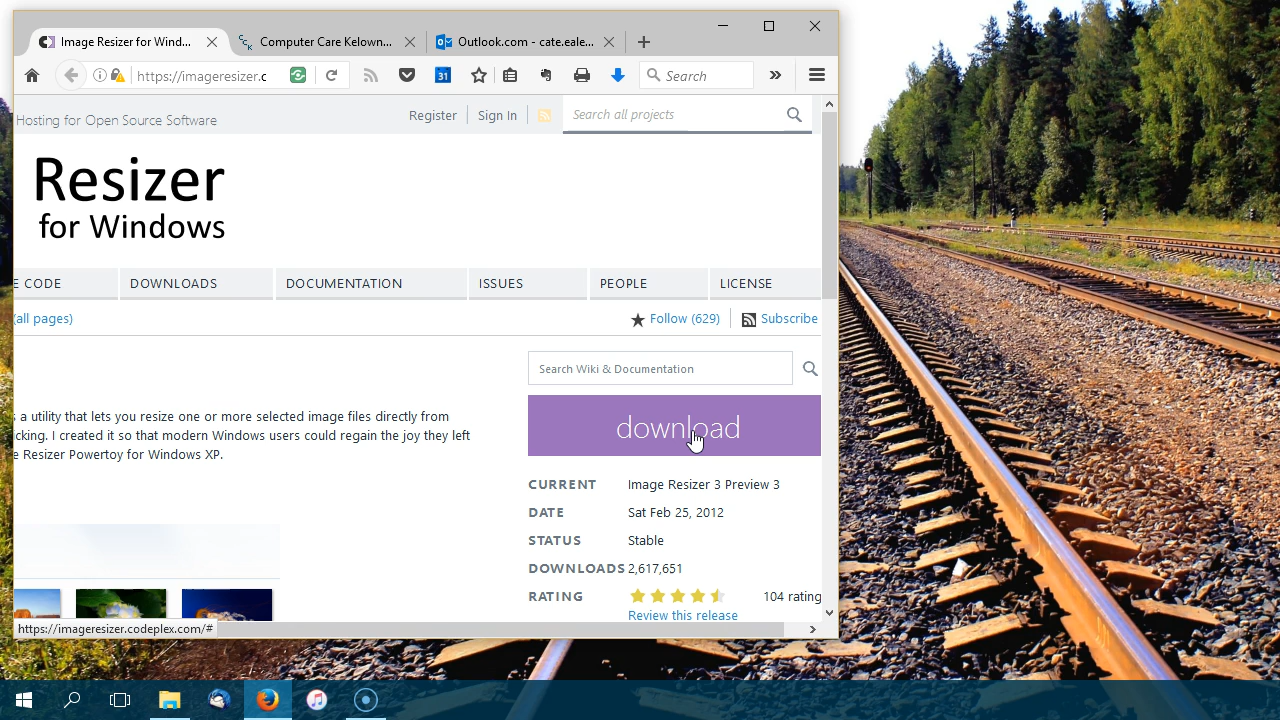 Image Resizer for Wind...
Computer Care Kelown...
Outlook.com - cate.eale...
https://imageresizer.c
31
Search
Hosting for Open Source Software
Register
Sign In
Search all projects
Resizer
for Windows
E CODE
DOWNLOADS
DOCUMENTATION
ISSUES
PEOPLE
LICENSE
(all pages)
Follow (629)
Subscribe
Search Wiki & Documentation
download
s a utility that lets you resize one or more selected image files directly from
icking. I created it so that modern Windows users could regain the joy they left
e Resizer Powertoy for Windows XP.
CURRENT Image Resizer 3 Preview 3
DATE Sat Feb 25, 2012
STATUS Stable
DOWNLOADS 2,617,651
RATING 104 rating
Review this release
https://imageresizer.codeplex.com/#